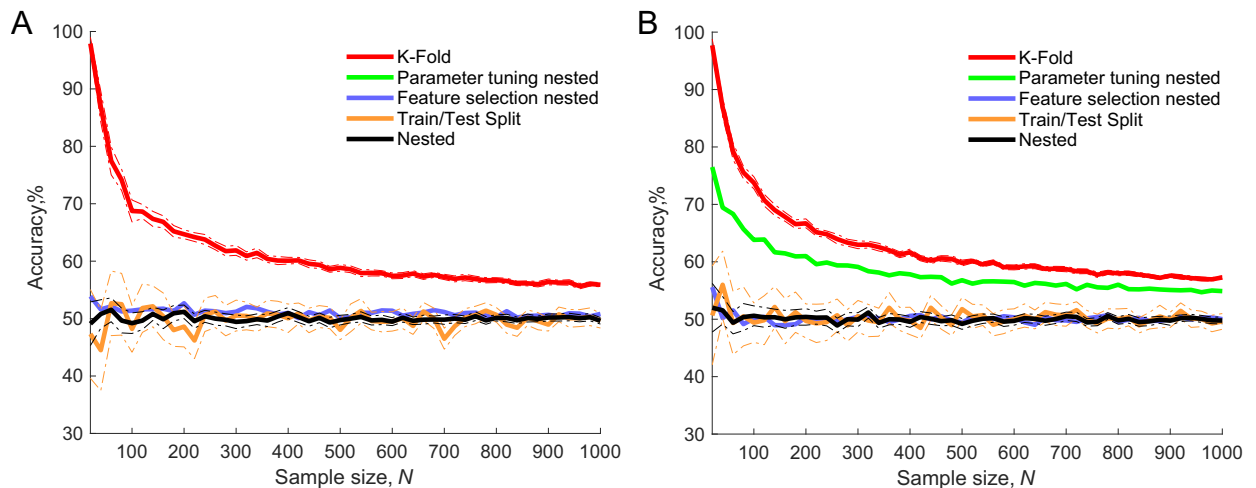 A
100
90
80
70
60
50
40
30
Accuracy,%
K-Fold
Parameter tuning nested
Feature selection nested
Train/Test Split
Nested
100 200 300 400 500 600 700 800 900 1000
Sample size, N
B
100
90
80
70
60
50
40
30
Accuracy,%
K-Fold
Parameter tuning nested
Feature selection nested
Train/Test Split
Nested
100 200 300 400 500 600 700 800 900 1000
Sample size, N